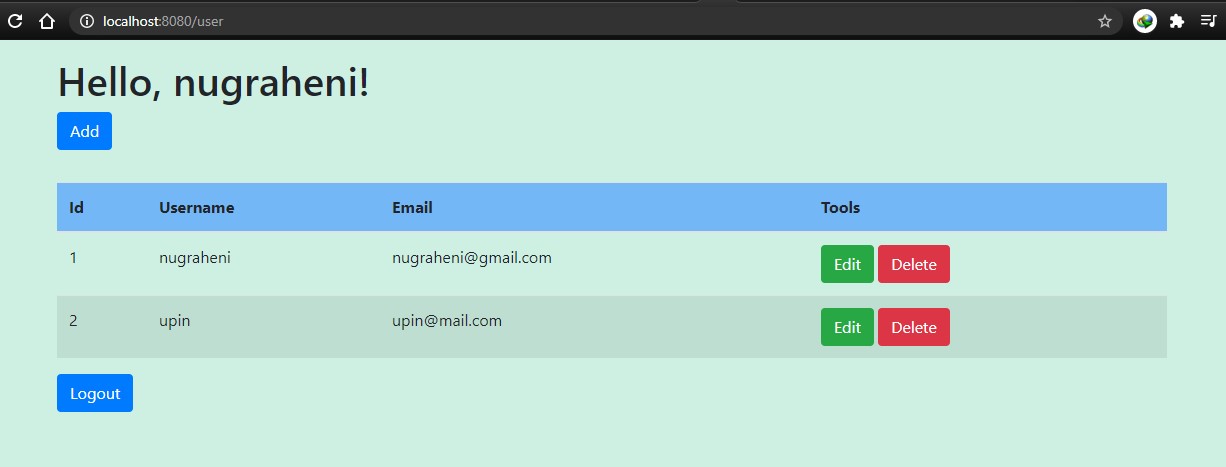 localhost:8080/user
Hello, nugraheni!
Add
Id Username Email Tools
1 nugraheni nugraheni@gmail.com Edit Delete
2 upin upin@mail.com Edit Delete
Logout